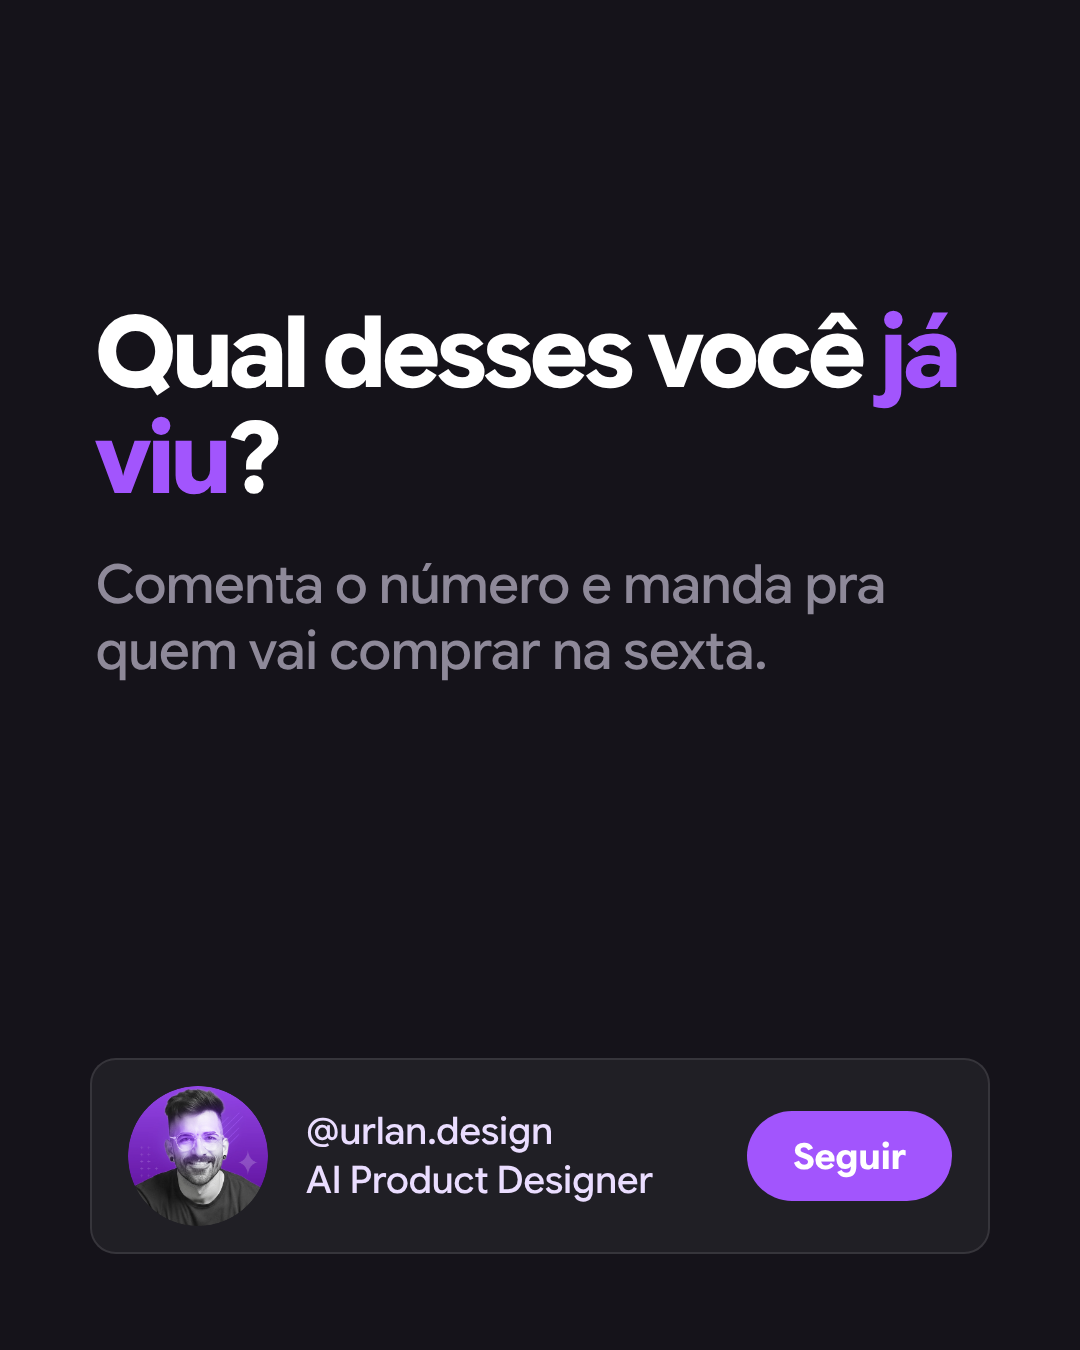 Qual desses você já
viu?
Comenta o número e manda pra
quem vai comprar na sexta.
@urlan.design
AI Product Designer
Seguir